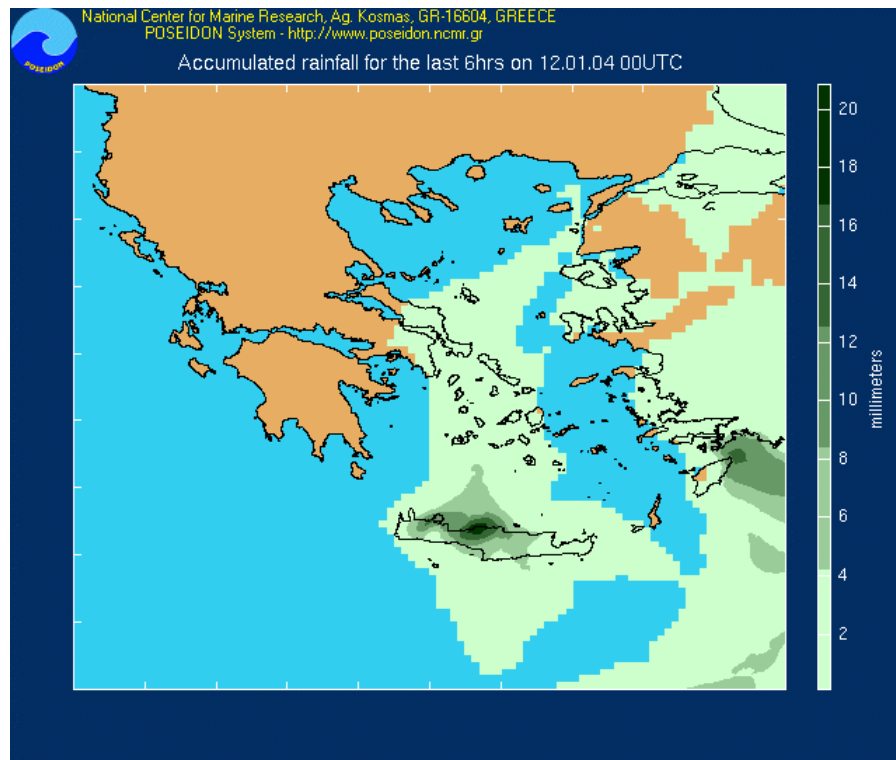 National Center for Marine Research, Ag. Kosmas, GR-16604, GREECE
POSEIDON System - http://www.poseidon.ncmr.gr
POSEIDON
Accumulated rainfall for the last 6hrs on 12.01.04 00UTC
20
18
16
14
12
10
8
6
4
2
millimeters